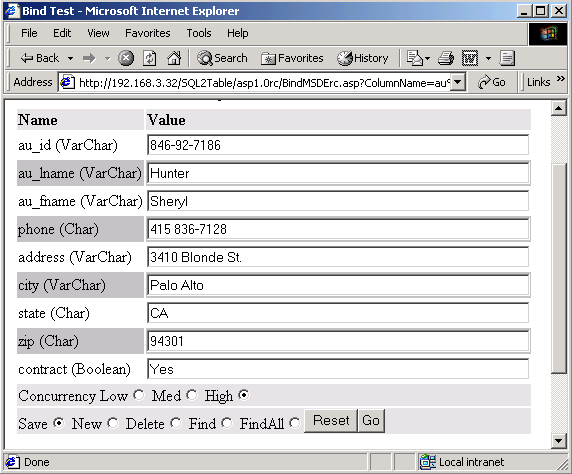 Bind Test - Microsoft Internet Explorer
File Edit View Favorites Tools Help
Back Search Favorites History
Address http://192.168.3.32/SQL2Table/asp1.0rc/BindMSDErc.asp?ColumnName=au Go Links »
Name Value
au_id (VarChar) 846-92-7186
au_lname (VarChar) Hunter
au_fname (VarChar) Sheryl
phone (Char) 415 836-7128
address (VarChar) 3410 Blonde St.
city (VarChar) Palo Alto
state (Char) CA
zip (Char) 94301
contract (Boolean) Yes
Concurrency Low Med High
Save New Delete Find FindAll Reset Go
Done Local intranet